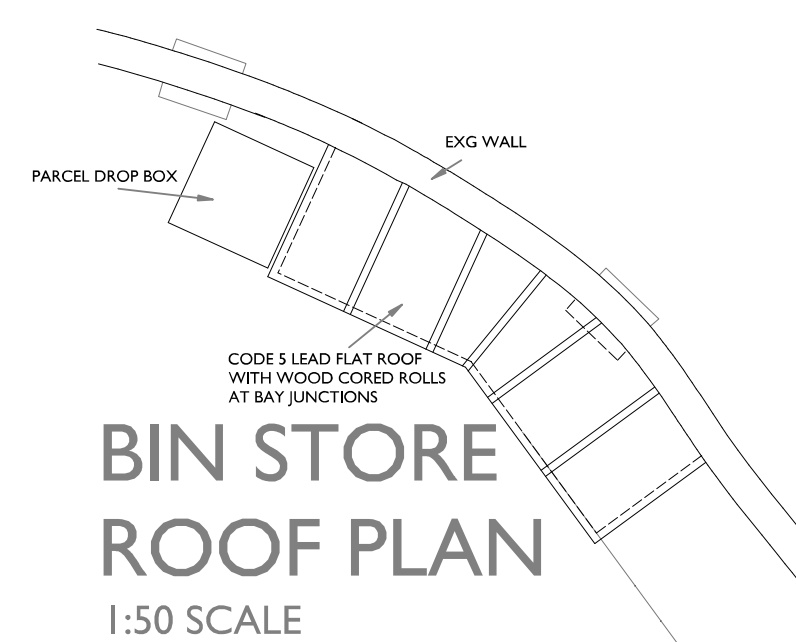 EXG WALL
PARCEL DROP BOX
CODE 5 LEAD FLAT ROOF
WITH WOOD CORED ROLLS
AT BAY JUNCTIONS
BIN STORE
ROOF PLAN
1:50 SCALE